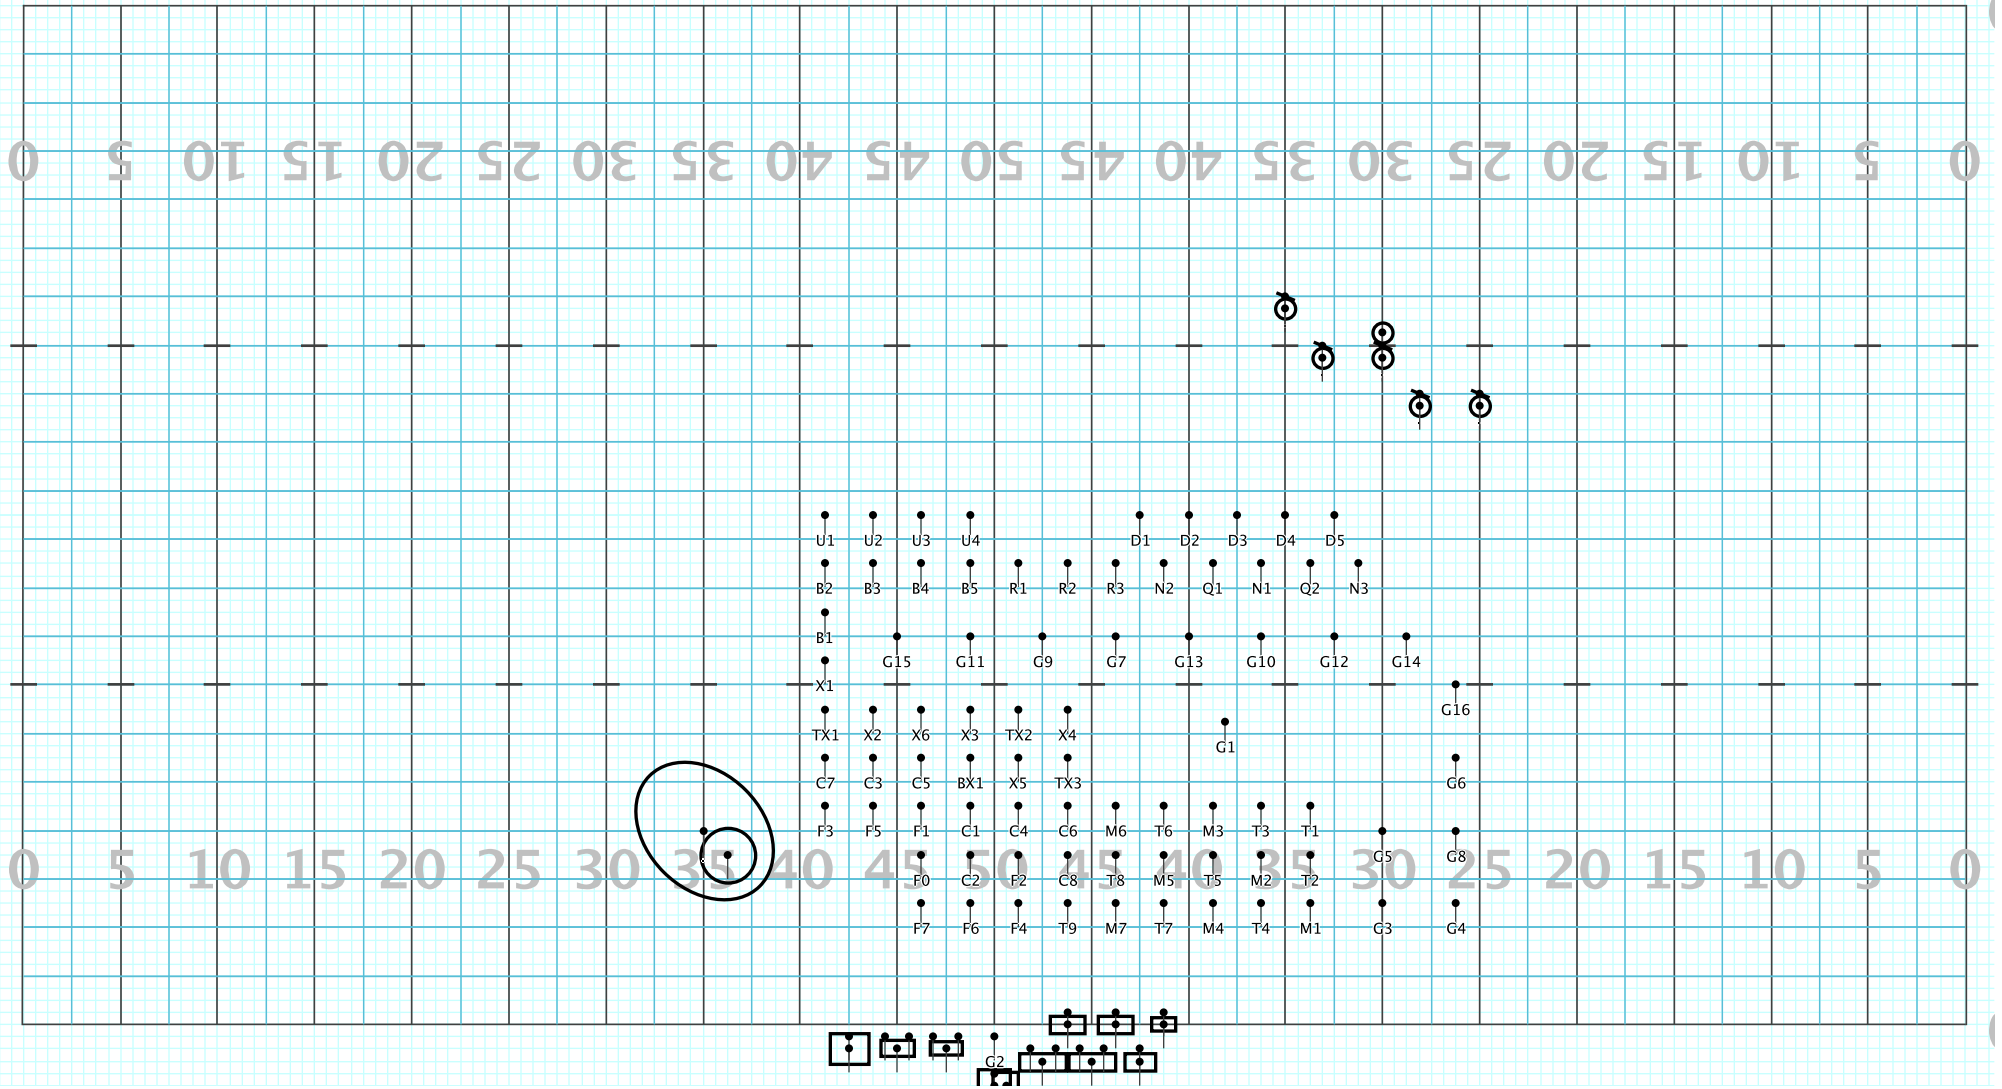 0 5 10 15 20 25 30 35 40 45 50 45 40 35 30 25 20 15 10 5 0
U1 U2 U3 U4 D1 D2 D3 D4 D5
B2 B3 B4 B5 R1 R2 R3 N2 Q1 N1 Q2 N3
B1
G15 G11 G9 G7 G13 G10 G12 G14
X1
G16
TX1 X2 X6 X3 TX2 X4
G1
C7 C3 C5 BX1 X5 TX3 G6
F3 F5 F1 C1 C4 C6 M6 T6 M3 T3 T1
G5 G8
0 5 10 15 20 25 30 35 40 45 50 45 40 35 30 25 20 15 10 5 0
F0 C2 F2 C8 T8 M5 T5 M2 T2
F7 F6 F4 T9 M7 T7 M4 T4 M1 G3 G4
G2